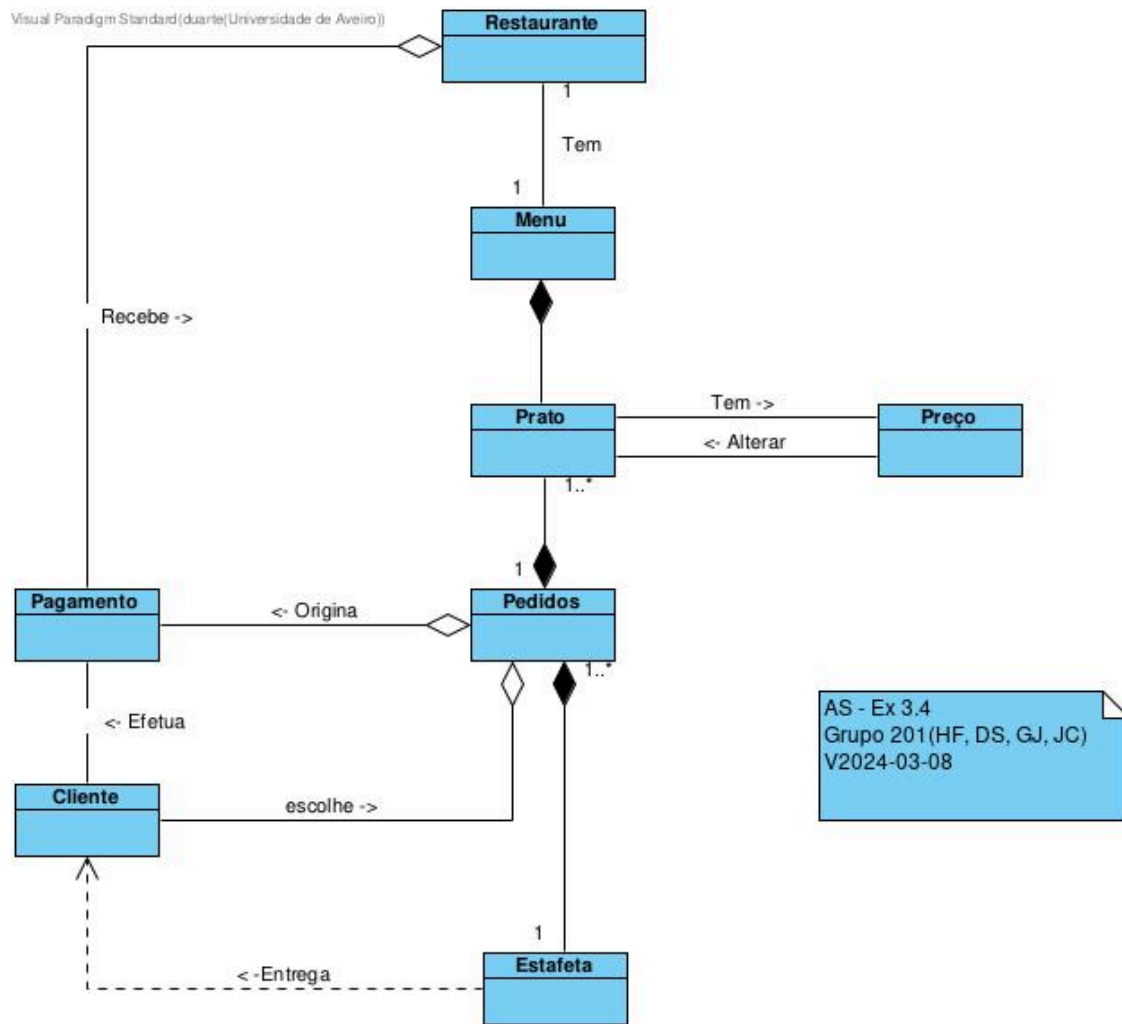 Visual Paradigm Standard(duarte(Universidade de Aveiro))
Restaurante
1
Tem
1
Menu
Recebe ->
Prato
Tem ->
<- Alterar
Preço
1..*
1
Pagamento
<- Origina
Pedidos
1..*
<- Efetua
AS - Ex 3.4
Grupo 201(HF, DS, GJ, JC)
V2024-03-08
Cliente
escolhe ->
1
Estafeta
<-Entrega